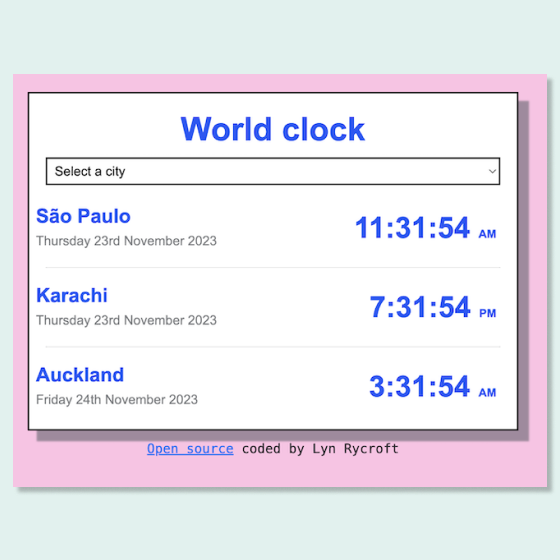 World clock
Select a city
São Paulo
11:31:54 AM
Thursday 23rd November 2023
Karachi
7:31:54 PM
Thursday 23rd November 2023
Auckland
3:31:54 AM
Friday 24th November 2023
Open source coded by Lyn Rycroft